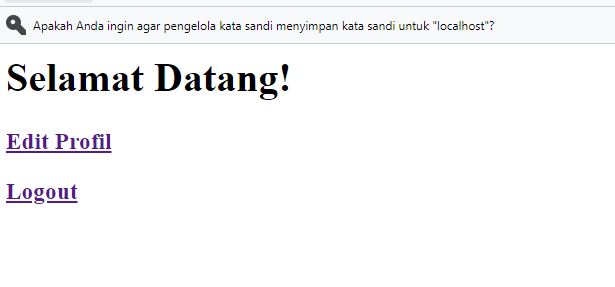 Apakah Anda ingin agar pengelola kata sandi menyimpan kata sandi untuk "localhost"?
Selamat Datang!
Edit Profil
Logout